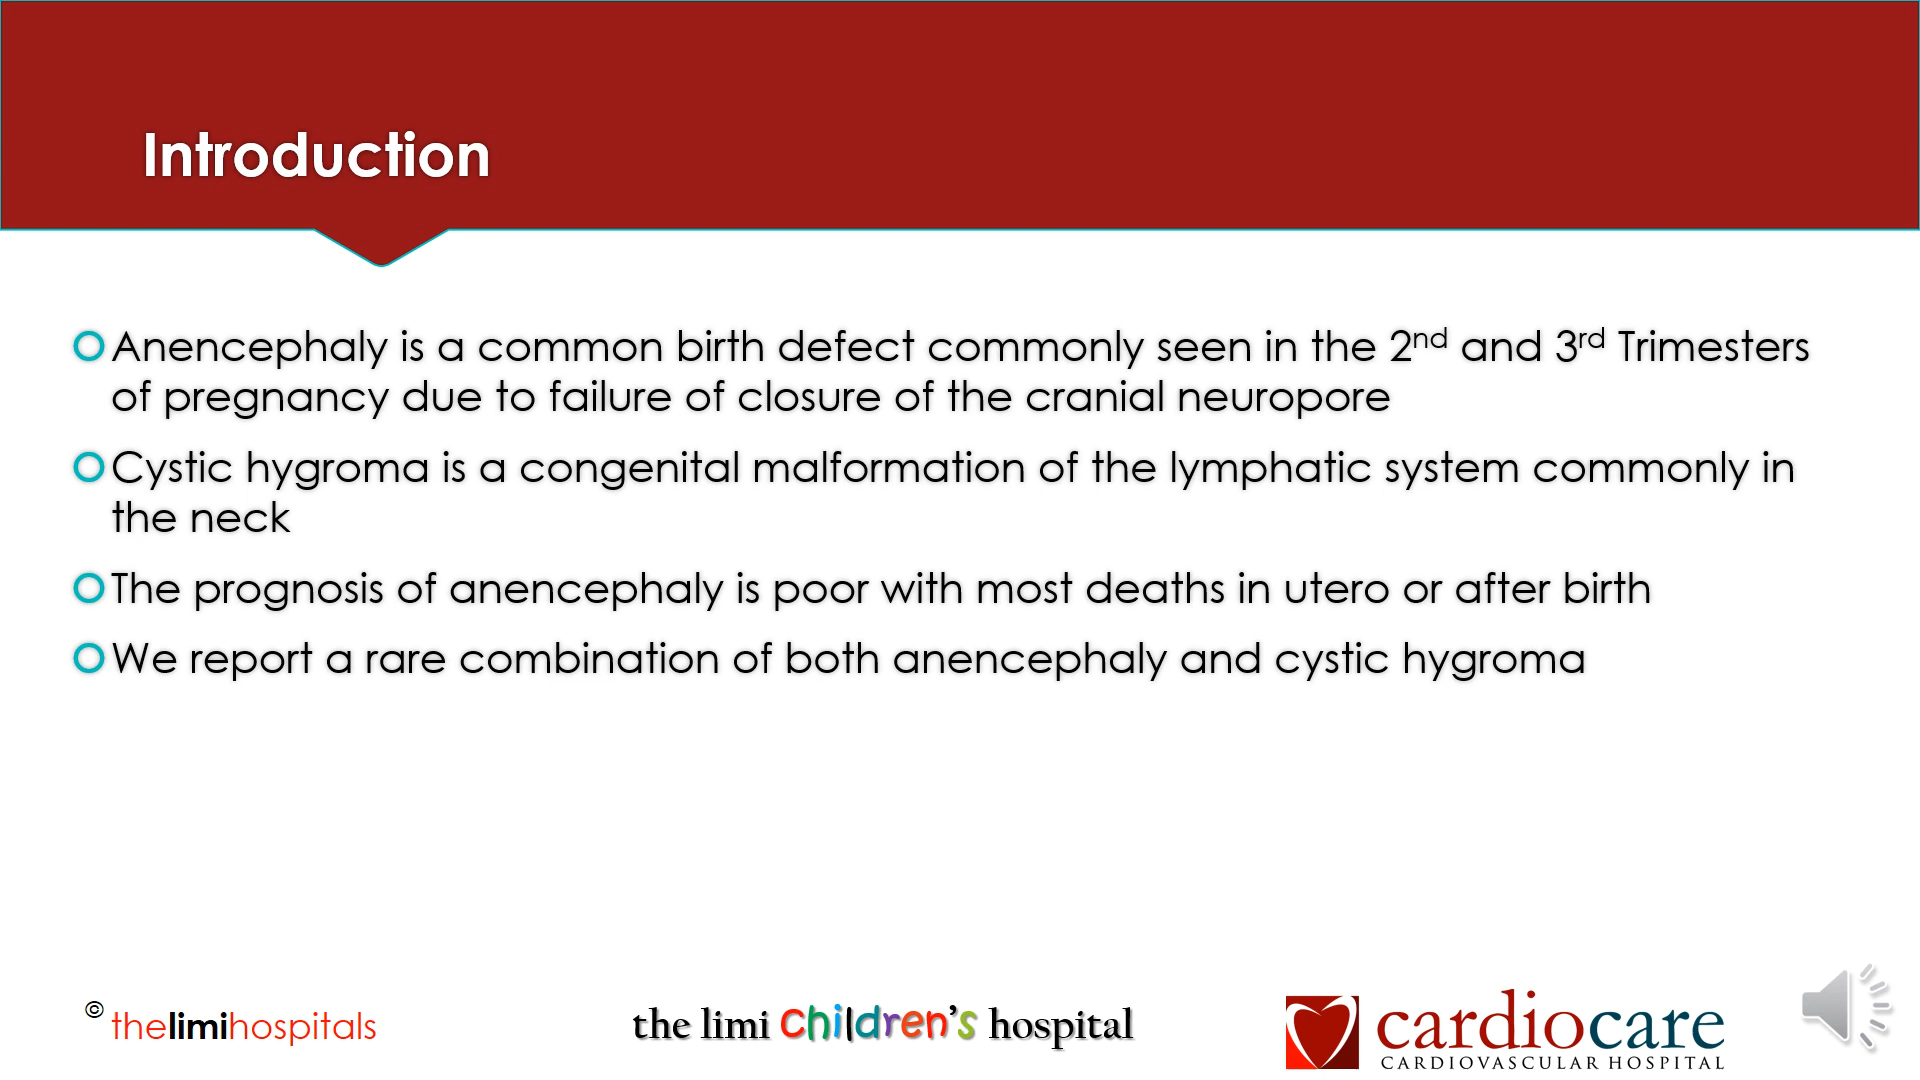 Introduction
Anencephaly is a common birth defect commonly seen in the 2nd and 3rd Trimesters
of pregnancy due to failure of closure of the cranial neuropore
Cystic hygroma is a congenital malformation of the lymphatic system commonly in
the neck
The prognosis of anencephaly is poor with most deaths in utero or after birth
We report a rare combination of both anencephaly and cystic hygroma
© thelimihospitals
the limi children's hospital
cardiocare
CARDIOVASCULAR HOSPITAL